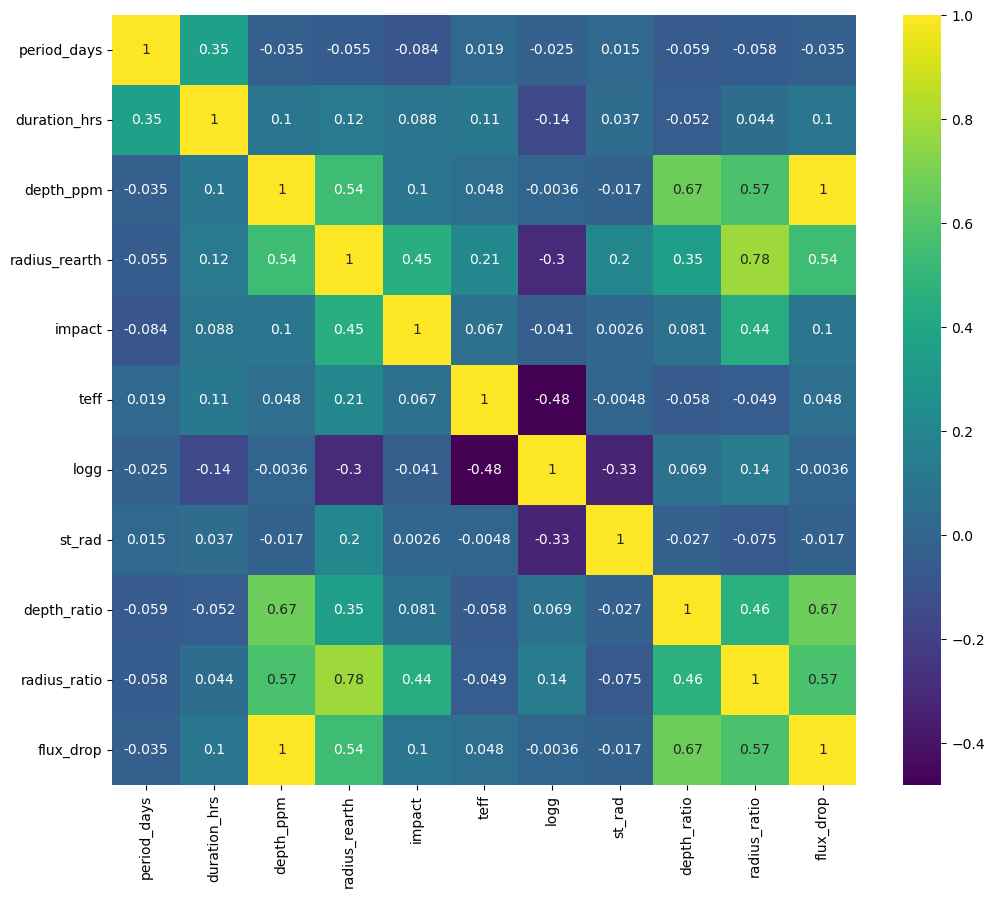 period_days 1 0.35 -0.035 -0.055 -0.084 0.019 -0.025 0.015 -0.059 -0.058 -0.035
duration_hrs 0.35 1 0.1 0.12 0.088 0.11 -0.14 0.037 -0.052 0.044 0.1
depth_ppm -0.035 0.1 1 0.54 0.1 0.048 -0.0036 -0.017 0.67 0.57 1
radius_rearth -0.055 0.12 0.54 1 0.45 0.21 -0.3 0.2 0.35 0.78 0.54
impact -0.084 0.088 0.1 0.45 1 0.067 -0.041 0.0026 0.081 0.44 0.1
teff 0.019 0.11 0.048 0.21 0.067 1 -0.48 -0.0048 -0.058 -0.049 0.048
logg -0.025 -0.14 -0.0036 -0.3 -0.041 -0.48 1 -0.33 0.069 0.14 -0.0036
st_rad 0.015 0.037 -0.017 0.2 0.0026 -0.0048 -0.33 1 -0.027 -0.075 -0.017
depth_ratio -0.059 -0.052 0.67 0.35 0.081 -0.058 0.069 -0.027 1 0.46 0.67
radius_ratio -0.058 0.044 0.57 0.78 0.44 -0.049 0.14 -0.075 0.46 1 0.57
flux_drop -0.035 0.1 1 0.54 0.1 0.048 -0.0036 -0.017 0.67 0.57 1
period_days duration_hrs depth_ppm radius_rearth impact teff logg st_rad depth_ratio radius_ratio flux_drop
1.0
0.8
0.6
0.4
0.2
0.0
−0.2
−0.4